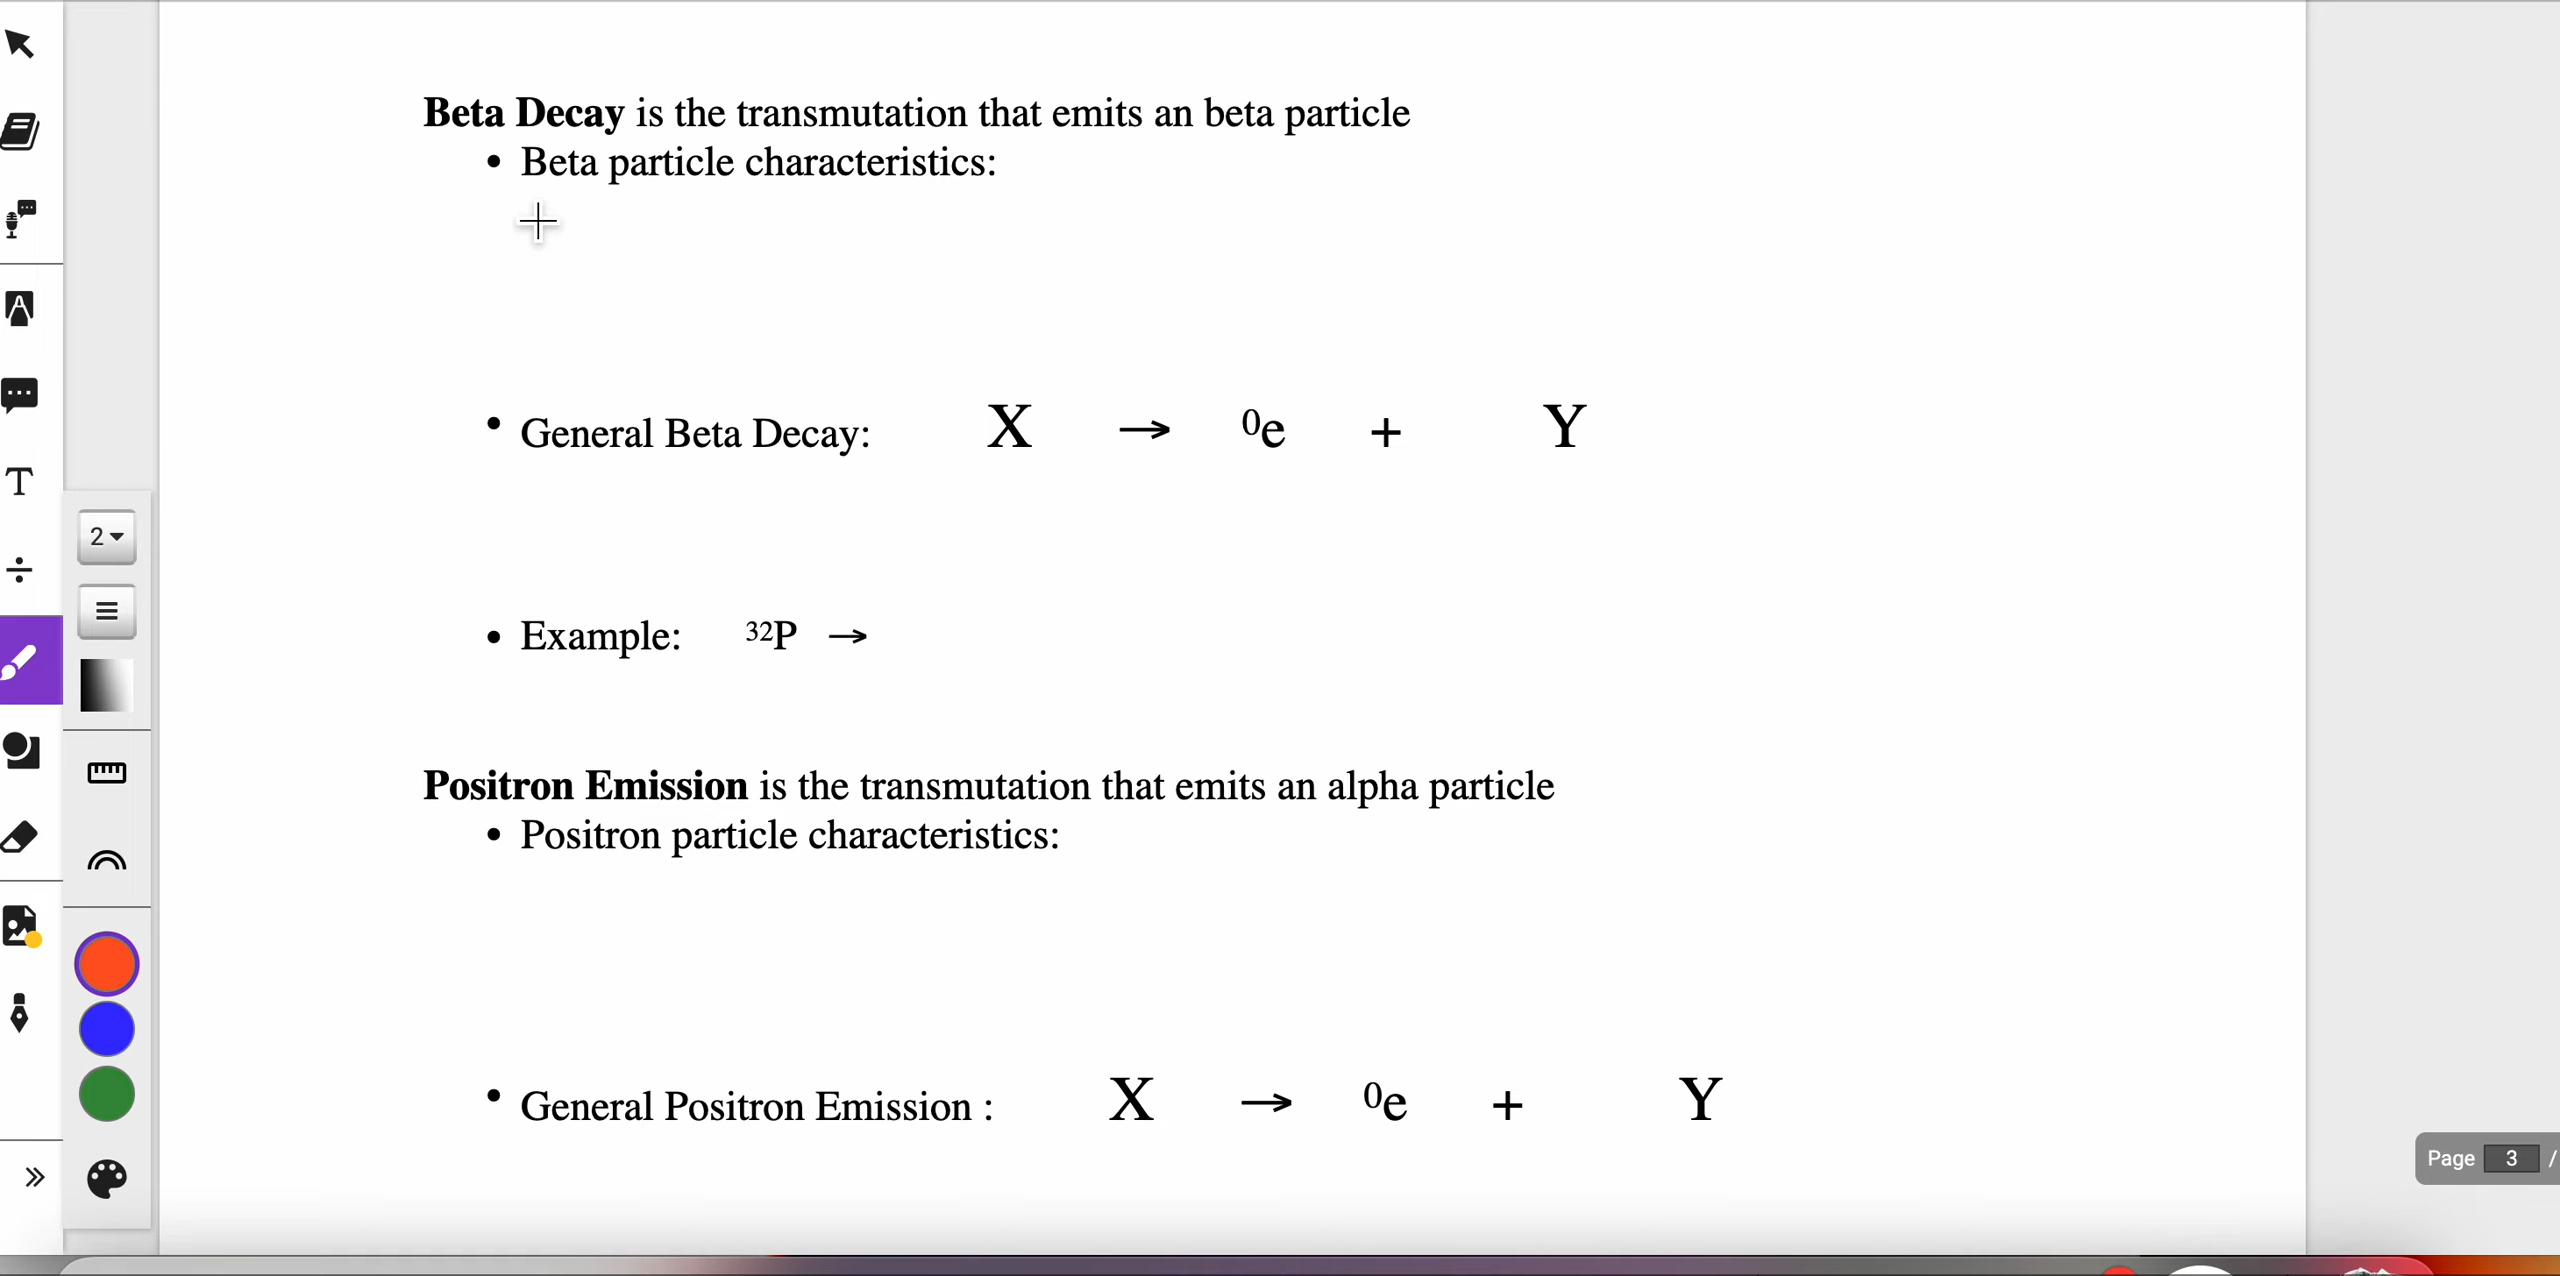 Beta Decay is the transmutation that emits an beta particle
• Beta particle characteristics:
• General Beta Decay: X → ⁰e + Y
2
• Example: ³²P →
Positron Emission is the transmutation that emits an alpha particle
• Positron particle characteristics:
• General Positron Emission : X → ⁰e + Y
Page 3 /